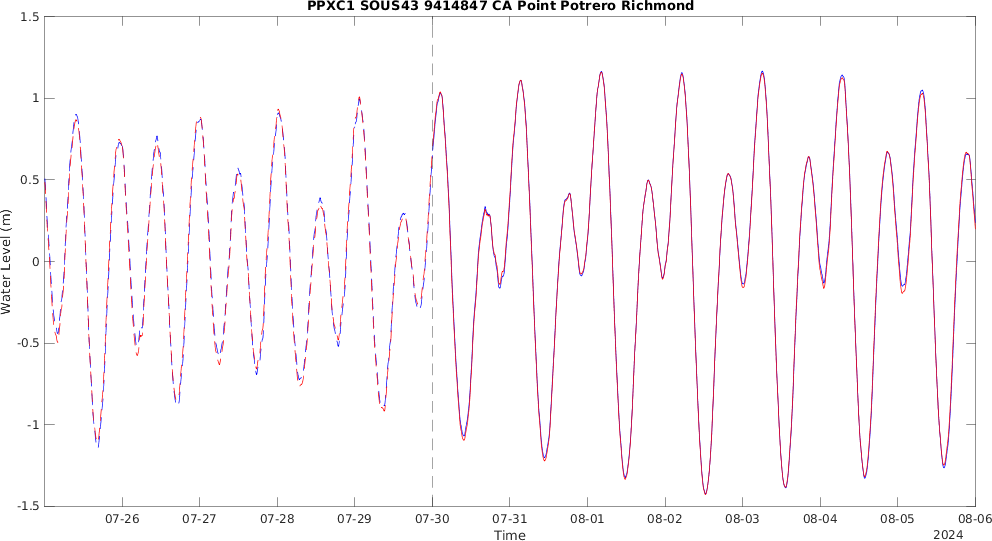 PPXC1 SOUS43 9414847 CA Point Potrero Richmond
1.5
1
0.5
0
-0.5
-1
-1.5
Water Level (m)
07-26 07-27 07-28 07-29 07-30 07-31 08-01 08-02 08-03 08-04 08-05 08-06
Time
2024